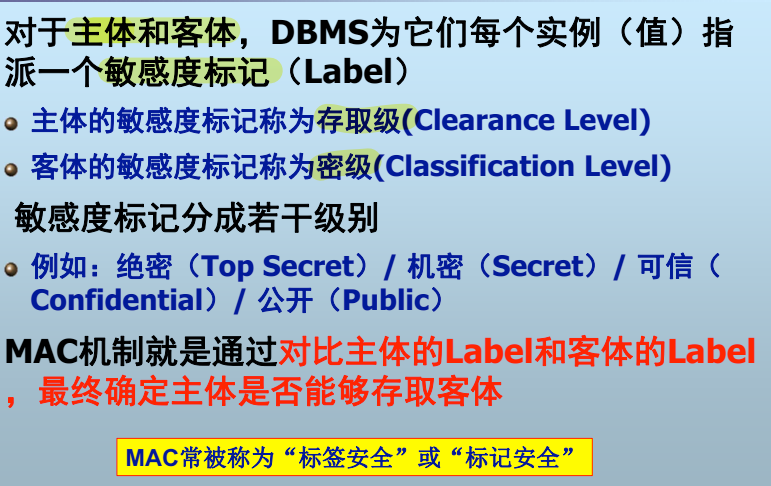 对于主体和客体，DBMS为它们每个实例（值）指
派一个敏感度标记（Label）
主体的敏感度标记称为存取级(Clearance Level)
客体的敏感度标记称为密级(Classification Level)
敏感度标记分成若干级别
例如：绝密（Top Secret）/ 机密（Secret）/ 可信（
Confidential）/ 公开（Public）
MAC机制就是通过对比主体的Label和客体的Label
，最终确定主体是否能够存取客体
MAC常被称为“标签安全”或“标记安全”